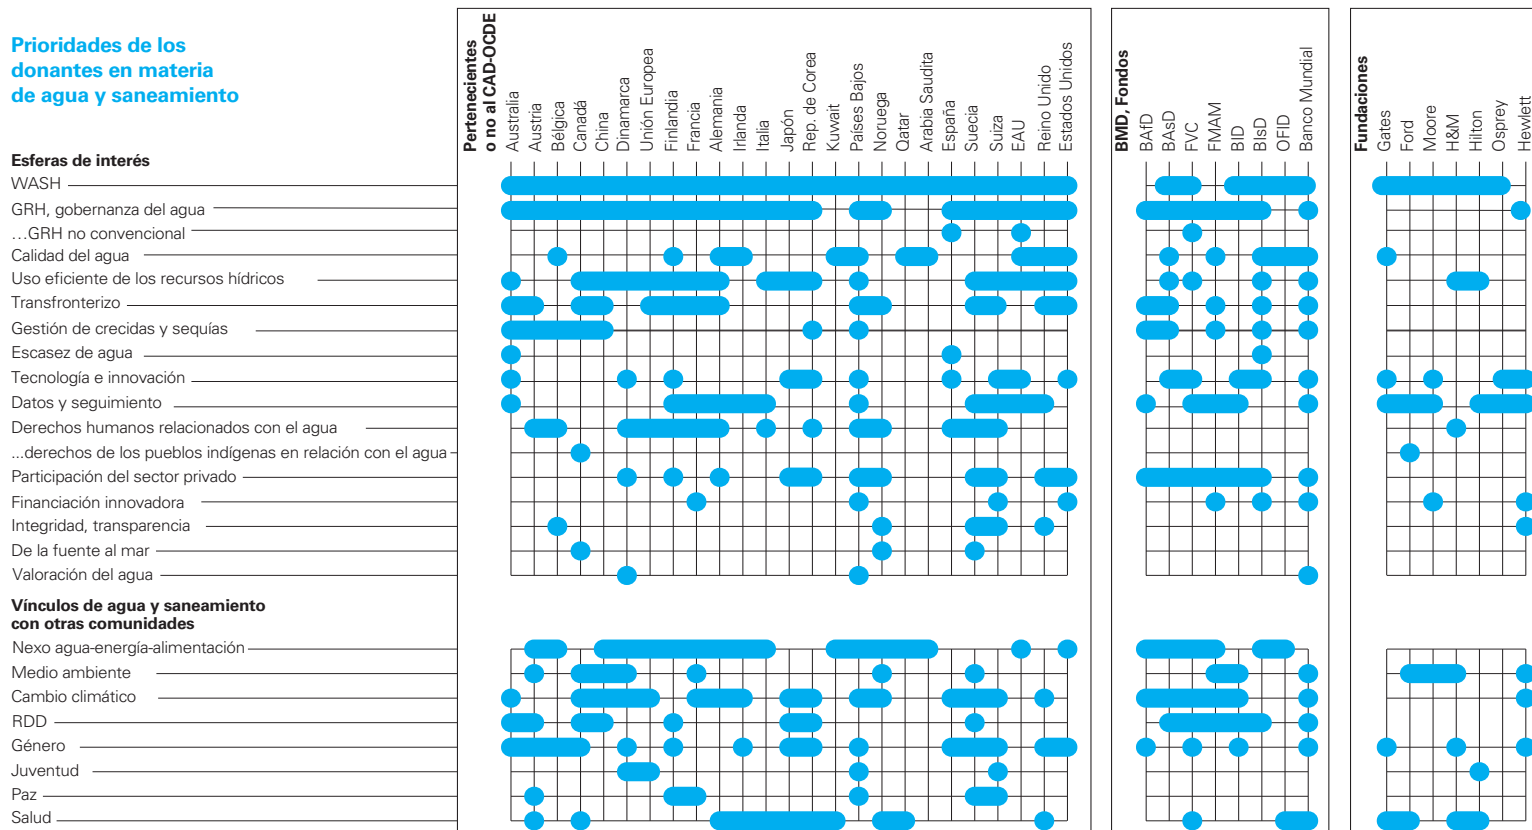 Prioridades de los
donantes en materia
de agua y saneamiento
Pertenecientes
o no al CAD-OCDE
Australia
Austria
Bélgica
Canadá
China
Dinamarca
Unión Europea
Finlandia
Francia
Alemania
Irlanda
Italia
Japón
Rep. de Corea
Kuwait
Países Bajos
Noruega
Qatar
Arabia Saudita
España
Suecia
Suiza
EAU
Reino Unido
Estados Unidos
BMD, Fondos
BAfD
BAsD
FVC
FMAM
BID
BIsD
OFID
Banco Mundial
Fundaciones
Gates
Ford
Moore
H&M
Hilton
Osprey
Hewlett
Esferas de interés
WASH
GRH, gobernanza del agua
…GRH no convencional
Calidad del agua
Uso eficiente de los recursos hídricos
Transfronterizo
Gestión de crecidas y sequías
Escasez de agua
Tecnología e innovación
Datos y seguimiento
Derechos humanos relacionados con el agua
...derechos de los pueblos indígenas en relación con el agua
Participación del sector privado
Financiación innovadora
Integridad, transparencia
De la fuente al mar
Valoración del agua
Vínculos de agua y saneamiento
con otras comunidades
Nexo agua-energía-alimentación
Medio ambiente
Cambio climático
RDD
Género
Juventud
Paz
Salud